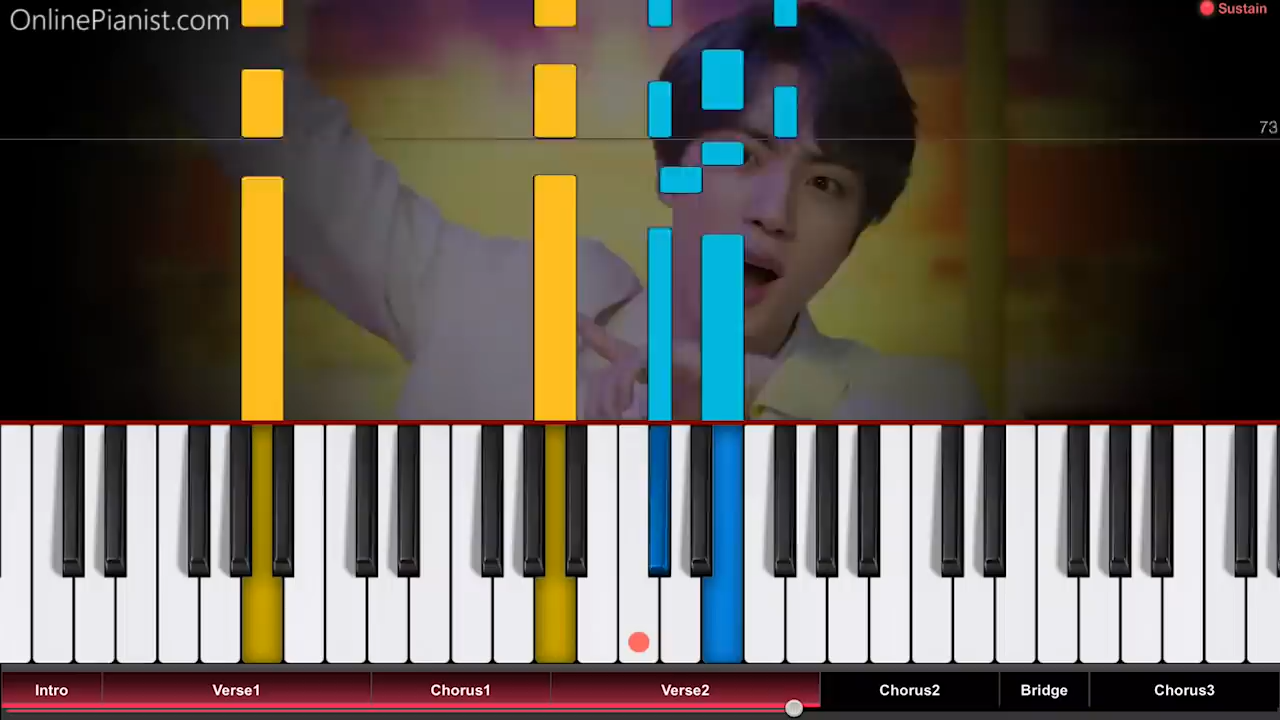 OnlinePianist.com
Sustain
73
Intro
Verse1
Chorus1
Verse2
Chorus2
Bridge
Chorus3